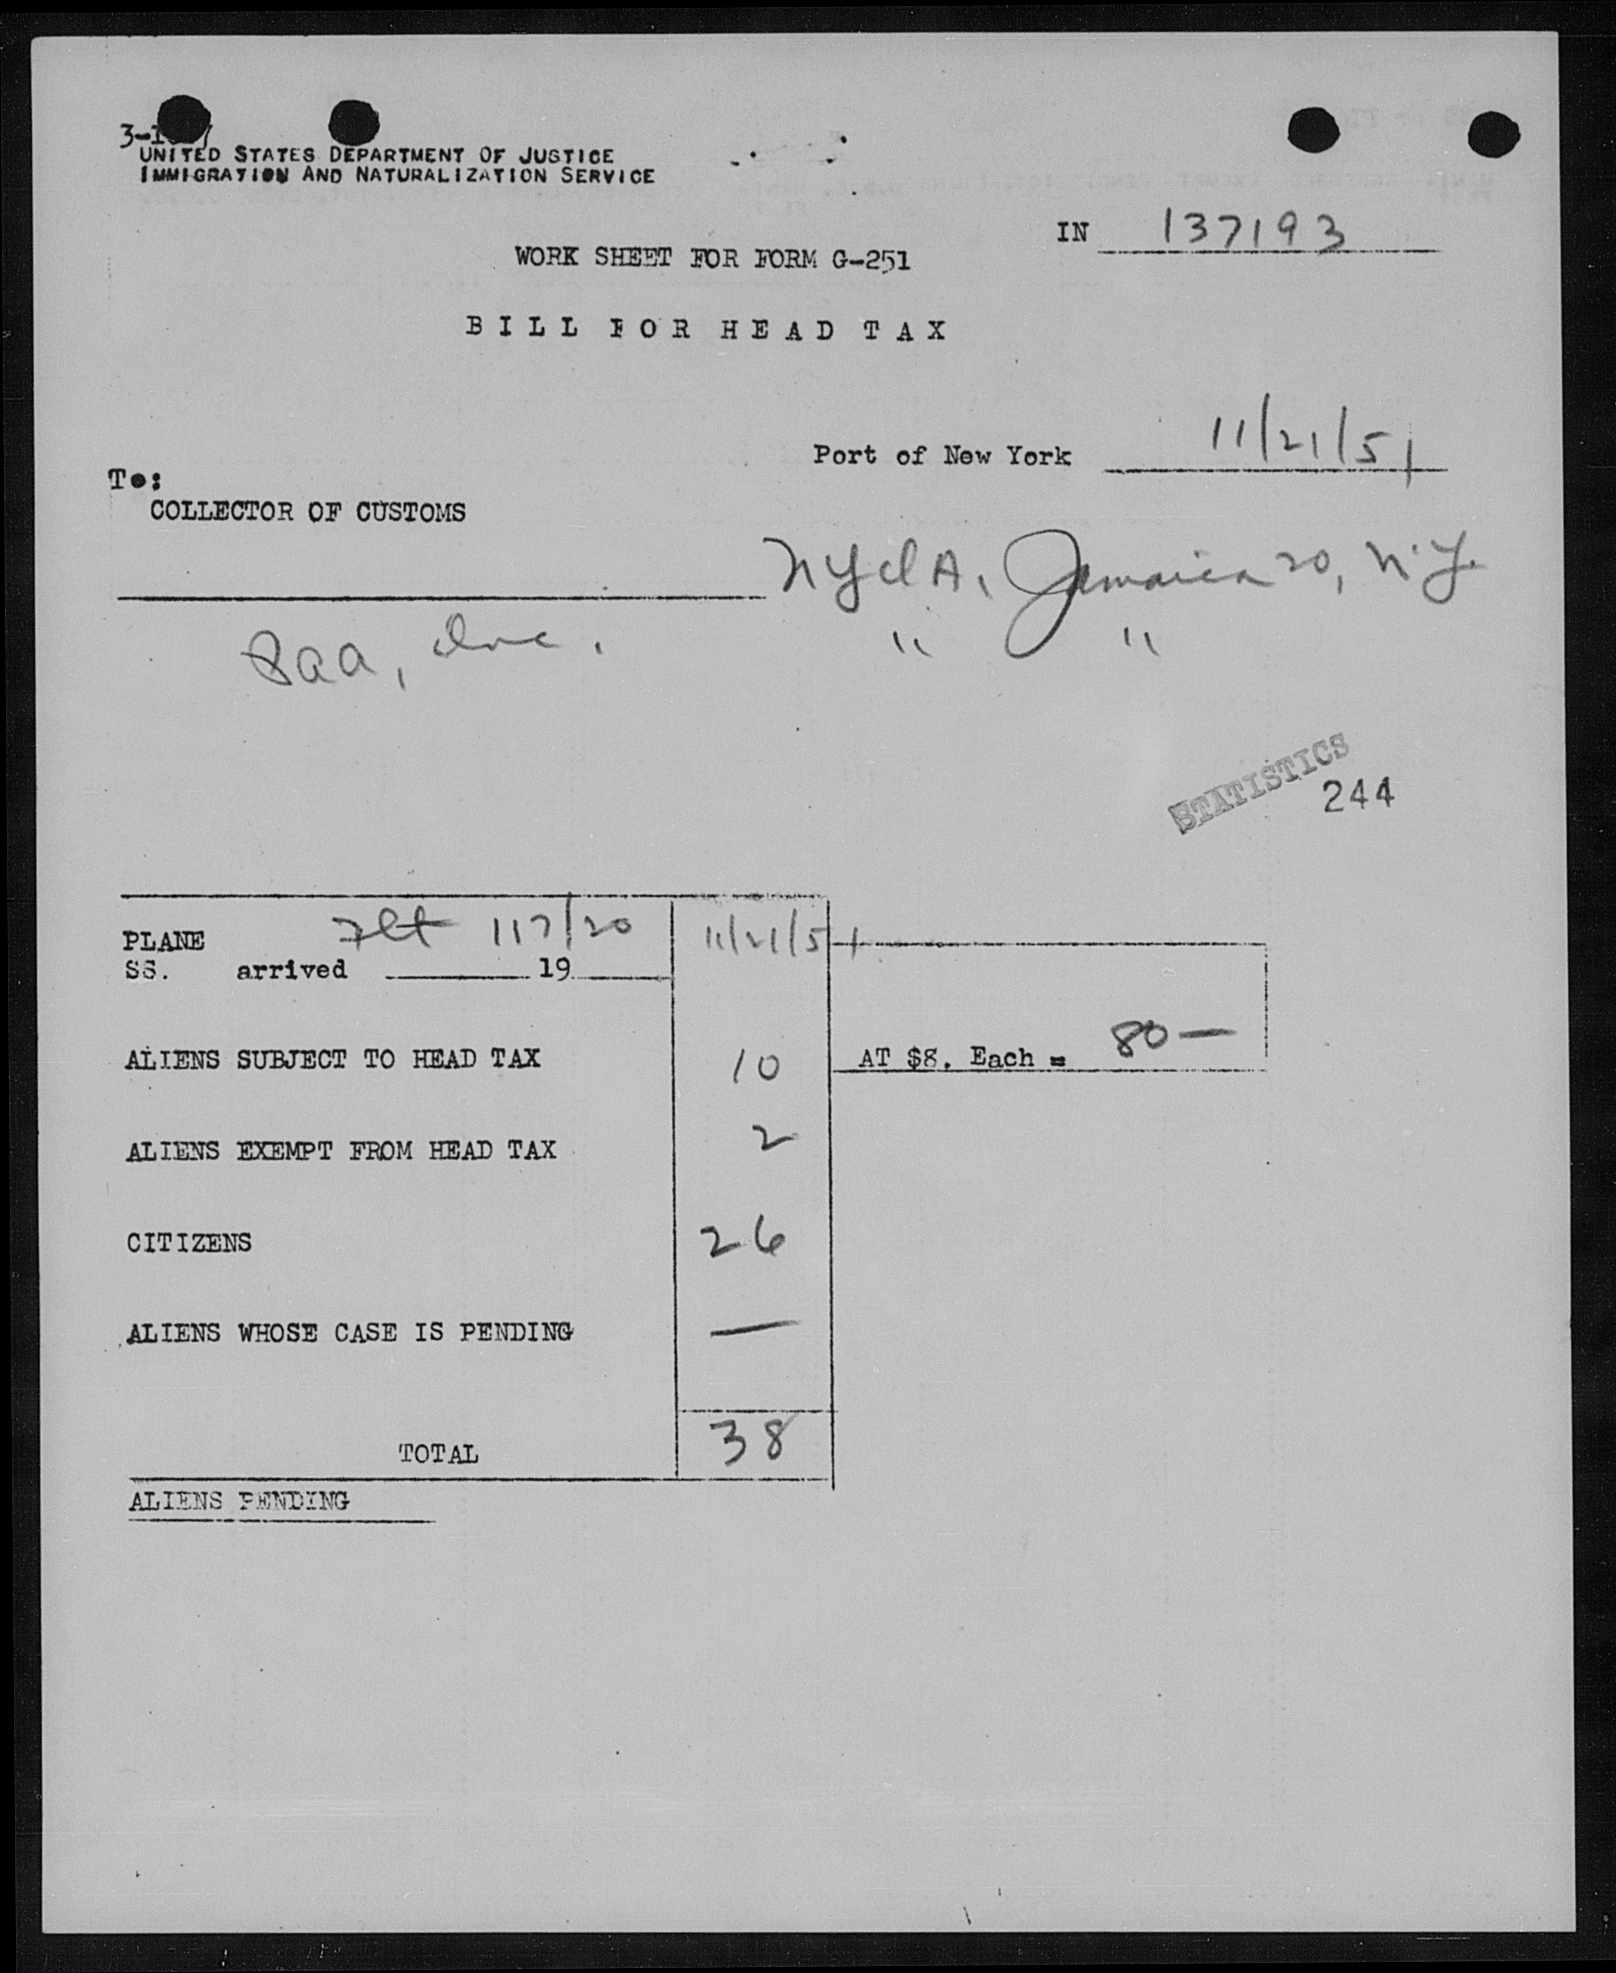 UNITED STATES DEPARTMENT OF JUSTICE
IMMIGRATION AND NATURALIZATION SERVICE
IN 137193
WORK SHEET FOR FORM G-251
BILL FOR HEAD TAX
Port of New York 11/21/51
To:
COLLECTOR OF CUSTOMS
Jamaica 20, N.Y.
Paa, Inc. " "
STATISTICS
244
PLANE Flt 117/20 11/21/51
SS. arrived 19
ALIENS SUBJECT TO HEAD TAX 10 AT $8. Each = 80 —
ALIENS EXEMPT FROM HEAD TAX 2
CITIZENS 26
ALIENS WHOSE CASE IS PENDING —
TOTAL 38
ALIENS PENDING